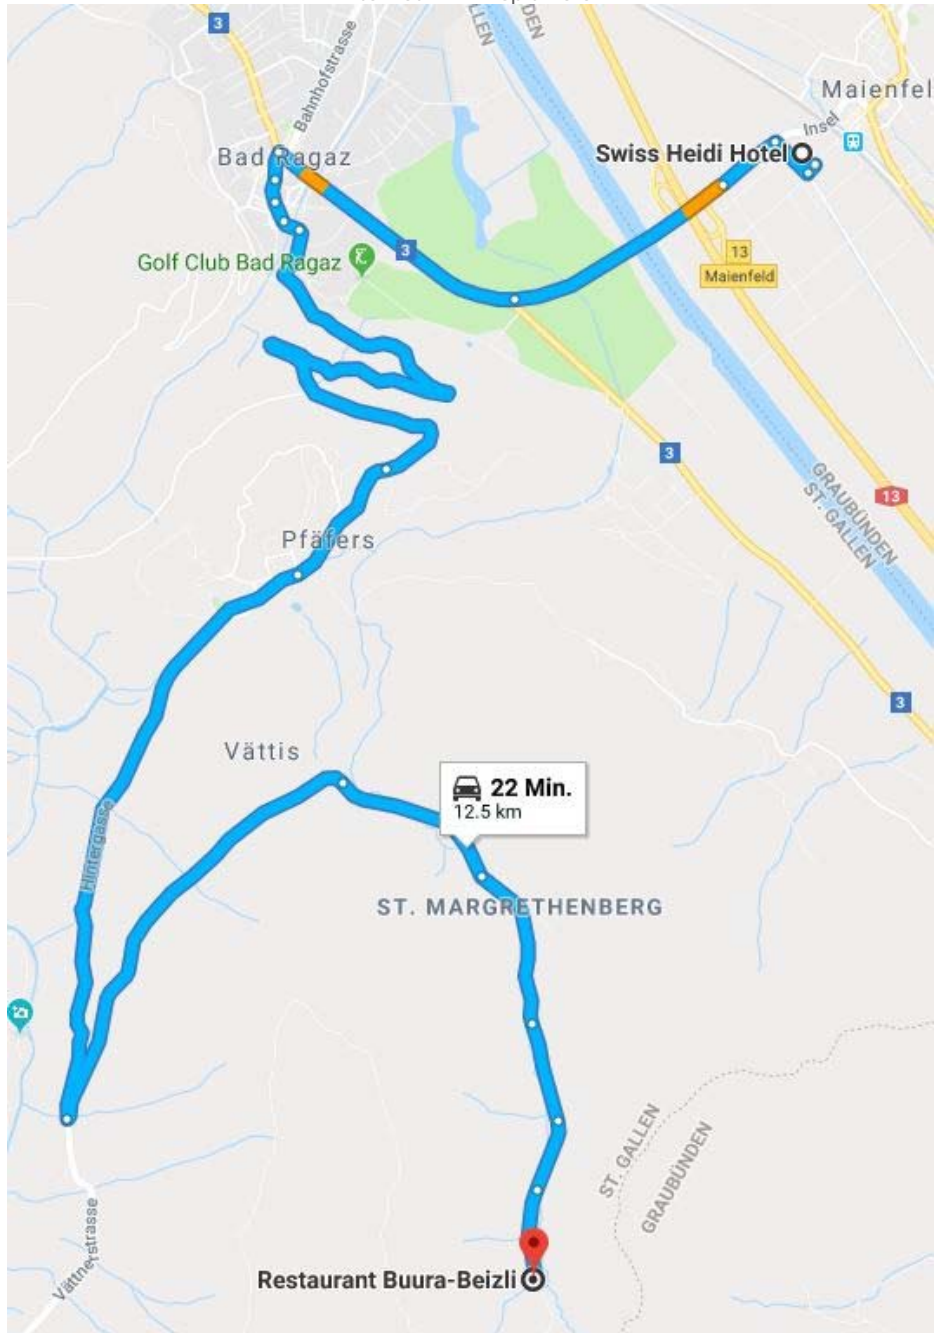 3
Bahnhofstrasse
ST. GALLEN
Maienfel
Insel
Bad Ragaz
Swiss Heidi Hotel
Golf Club Bad Ragaz
3
13
Maienfeld
3
GRAUBÜNDEN
ST. GALLEN
13
Pfäfers
3
Vättis
22 Min.
12.5 km
Hintergasse
ST. MARGRETHENBERG
ST. GALLEN
GRAUBÜNDEN
Vättnerstrasse
Restaurant Buura-Beizli